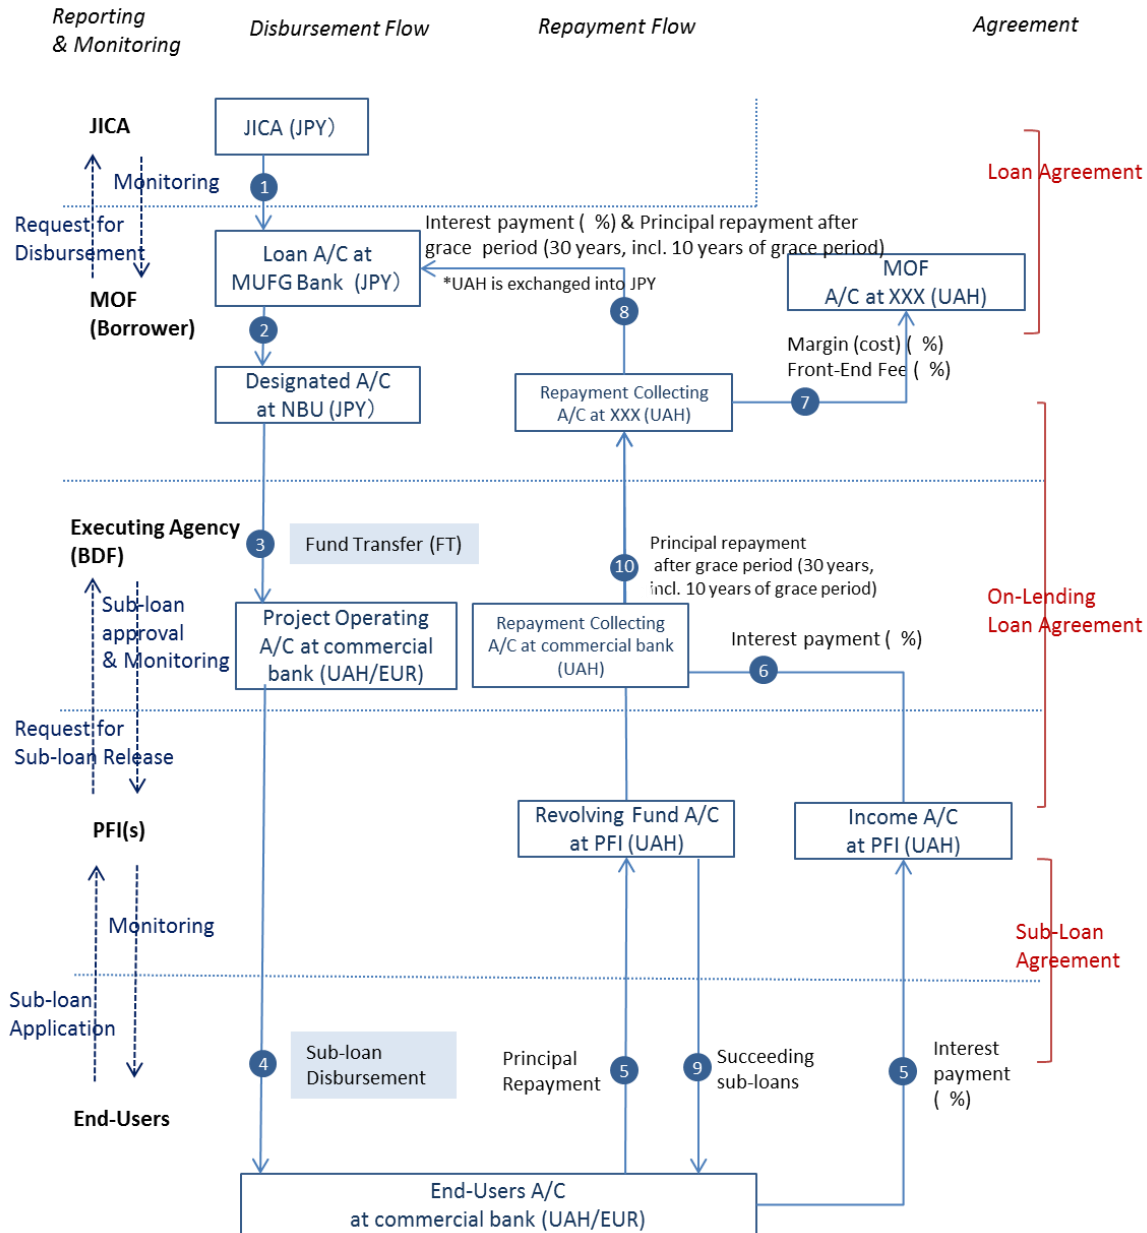 Reporting
& Monitoring
Disbursement Flow
Repayment Flow
Agreement
JICA
JICA (JPY)
Monitoring
1
Loan Agreement
Request for
Disbursement
Loan A/C at
MUFG Bank (JPY)
Interest payment ( %) & Principal repayment after
grace period (30 years, incl. 10 years of grace period)
*UAH is exchanged into JPY
MOF
A/C at XXX (UAH)
MOF
(Borrower)
2
8
Margin (cost) ( %)
Front-End Fee ( %)
Designated A/C
at NBU (JPY)
Repayment Collecting
A/C at XXX (UAH)
7
Executing Agency
(BDF)
3
Fund Transfer (FT)
10
Principal repayment
after grace period (30 years,
incl. 10 years of grace period)
On-Lending
Loan Agreement
Sub-loan
approval
& Monitoring
Project Operating
A/C at commercial
bank (UAH/EUR)
Repayment Collecting
A/C at commercial bank
(UAH)
Interest payment ( %)
6
Request for
Sub-loan Release
PFI(s)
Revolving Fund A/C
at PFI (UAH)
Income A/C
at PFI (UAH)
Monitoring
Sub-Loan
Agreement
Sub-loan
Application
4
Sub-loan
Disbursement
Principal
Repayment
5
9
Succeeding
sub-loans
5
Interest
payment
( %)
End-Users
End-Users A/C
at commercial bank (UAH/EUR)